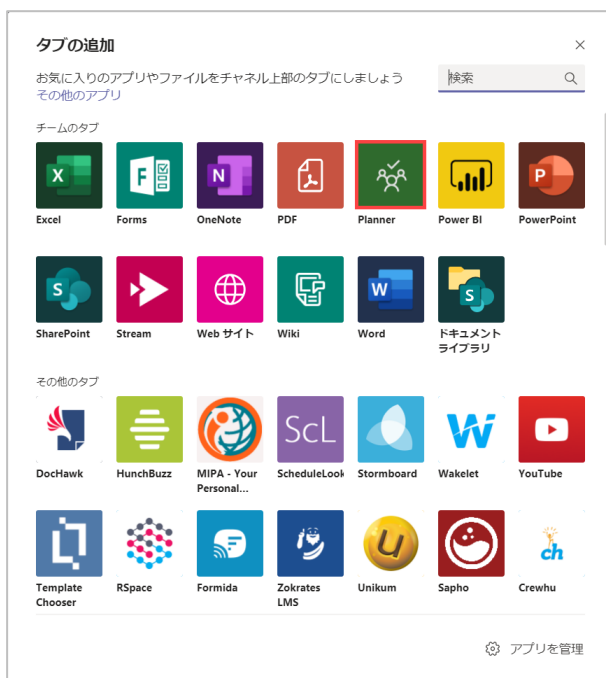 タブの追加
お気に入りのアプリやファイルをチャネル上部のタブにしましょう
その他のアプリ
検索
チームのタブ
X
F
N
P
Excel
Forms
OneNote
PDF
Planner
Power BI
PowerPoint
S
W
S
SharePoint
Stream
Web サイト
Wiki
Word
ドキュメント
ライブラリ
その他のタブ
ScL
DocHawk
HunchBuzz
MIPA - Your
Personal...
ScheduleLook
Stormboard
Wakelet
YouTube
U
ch
Template
Chooser
RSpace
Formida
Zokrates
LMS
Unikum
Sapho
Crewhu
アプリを管理